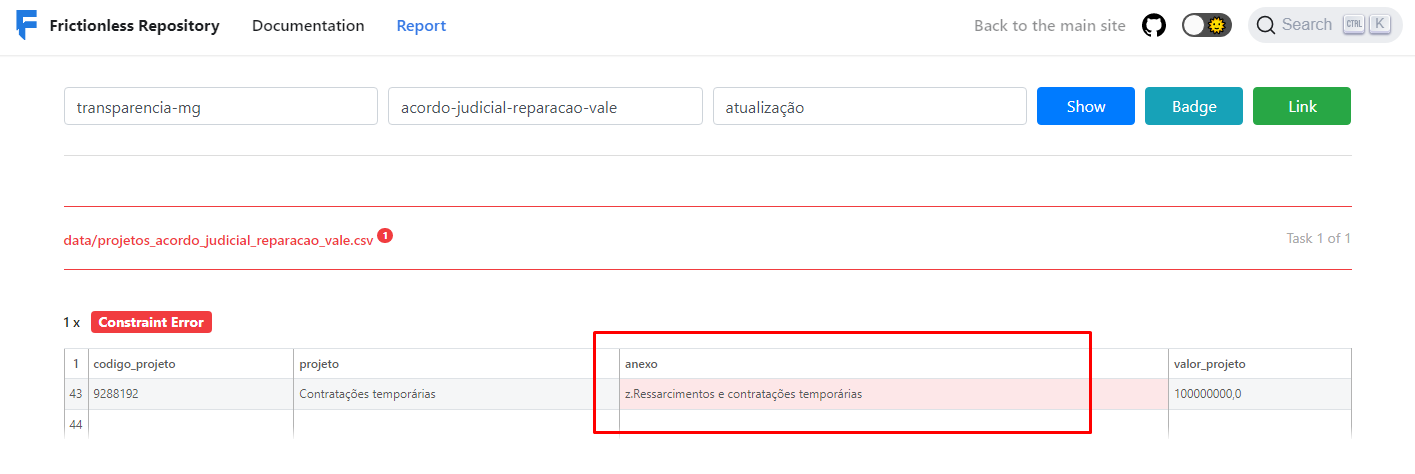 Frictionless Repository Documentation Report Back to the main site Search CTRL K
transparencia-mg acordo-judicial-reparacao-vale atualização Show Badge Link
data/projetos_acordo_judicial_reparacao_vale.csv 1 Task 1 of 1
1 x Constraint Error
1 codigo_projeto projeto anexo valor_projeto
43 9288192 Contratações temporárias z.Ressarcimentos e contratações temporárias 100000000,0
44